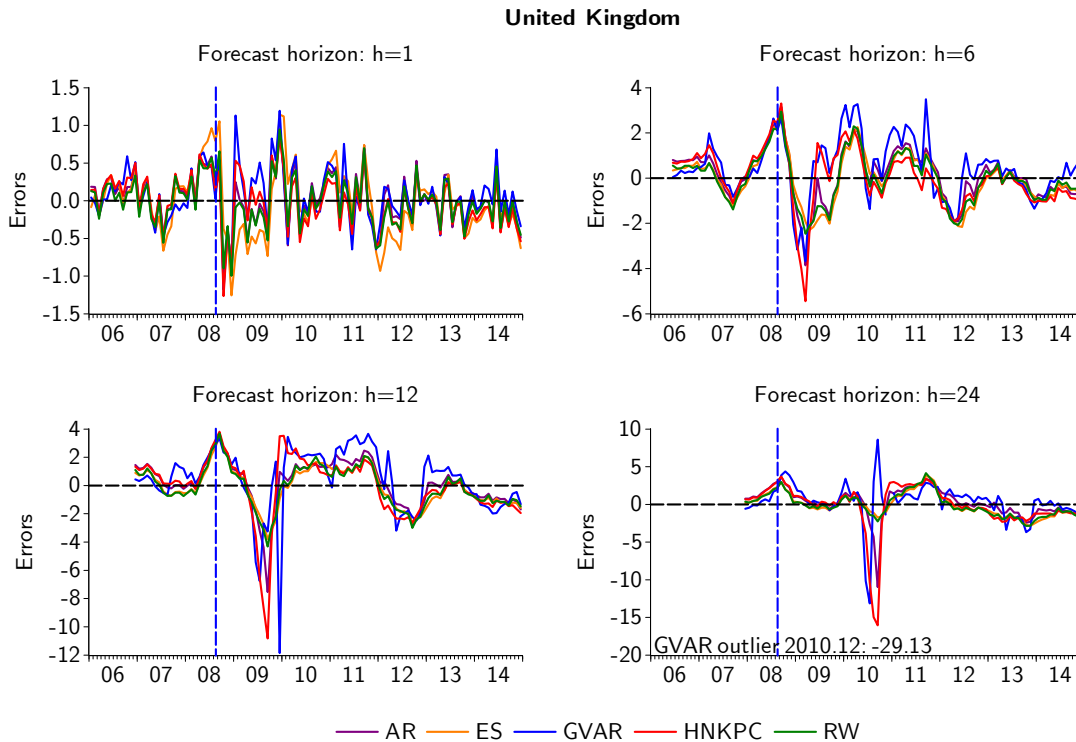 United Kingdom
Forecast horizon: h=1
Errors
1.5
1.0
0.5
0.0
-0.5
-1.0
-1.5
06 07 08 09 10 11 12 13 14
Forecast horizon: h=6
Errors
4
2
0
-2
-4
-6
06 07 08 09 10 11 12 13 14
Forecast horizon: h=12
Errors
4
2
0
-2
-4
-6
-8
-10
-12
06 07 08 09 10 11 12 13 14
Forecast horizon: h=24
Errors
10
5
0
-5
-10
-15
-20
GVAR outlier 2010.12: -29.13
06 07 08 09 10 11 12 13 14
AR ES GVAR HNKPC RW